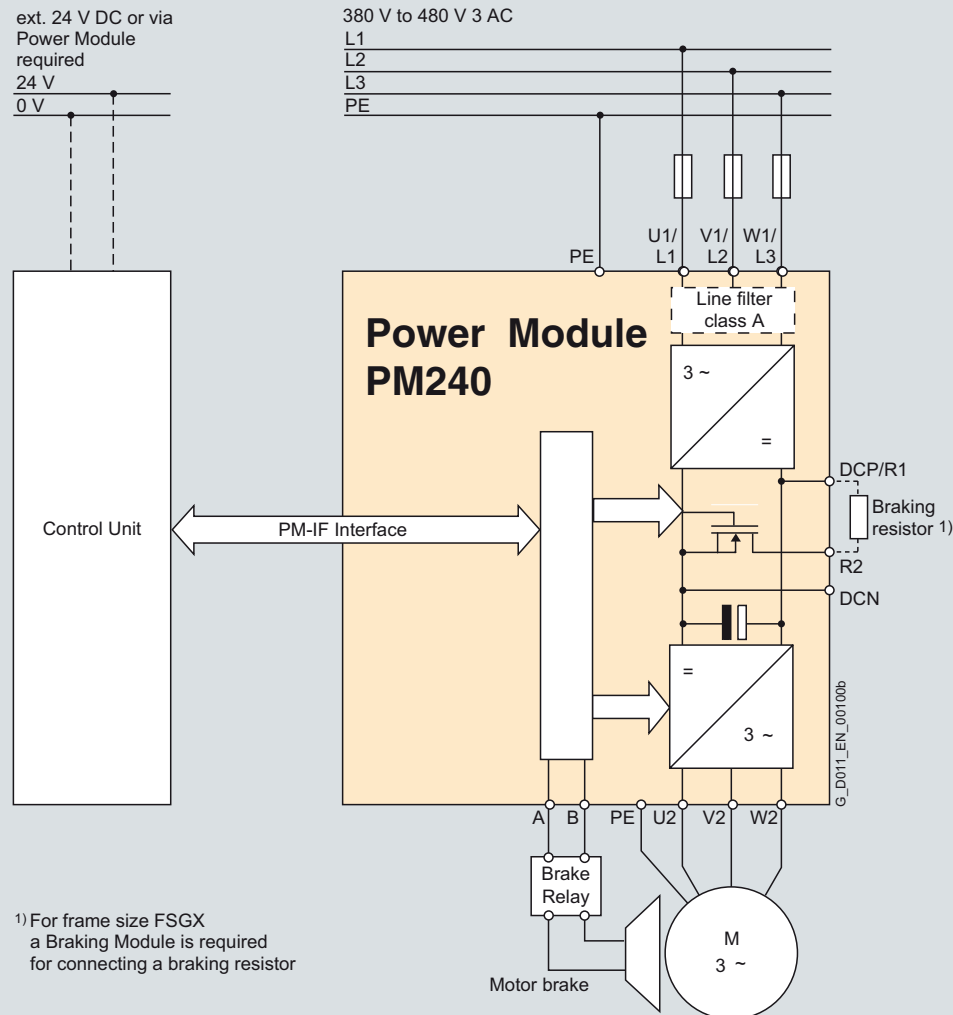 ext. 24 V DC or via
Power Module
required
24 V
0 V
380 V to 480 V 3 AC
L1
L2
L3
PE
PE
U1/
L1
V1/
L2
W1/
L3
Line filter
class A
Power Module
PM240
3 ~
=
DCP/R1
Braking
resistor 1)
R2
DCN
Control Unit
PM-IF Interface
=
3 ~
G_D011_EN_00100b
A
B
PE
U2
V2
W2
Brake
Relay
M
3 ~
Motor brake
1) For frame size FSGX
a Braking Module is required
for connecting a braking resistor